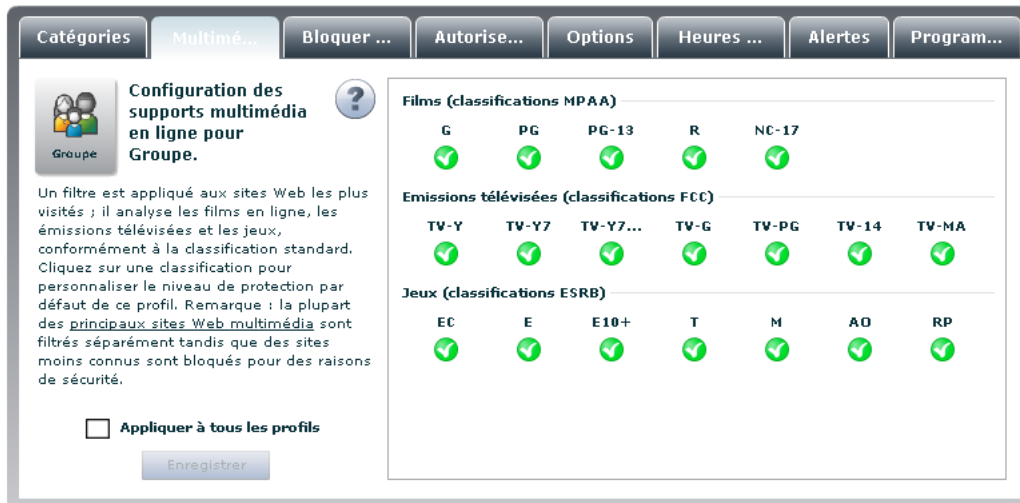 Catégories Multimé... Bloquer ... Autorise... Options Heures ... Alertes Program...
Configuration des
supports multimédia
en ligne pour
Groupe.
?
Groupe
Un filtre est appliqué aux sites Web les plus
visités ; il analyse les films en ligne, les
émissions télévisées et les jeux,
conformément à la classification standard.
Cliquez sur une classification pour
personnaliser le niveau de protection par
défaut de ce profil. Remarque : la plupart
des principaux sites Web multimédia sont
filtrés séparément tandis que des sites
moins connus sont bloqués pour des raisons
de sécurité.
Appliquer à tous les profils
Enregistrer
Films (classifications MPAA)
G PG PG-13 R NC-17
Emissions télévisées (classifications FCC)
TV-Y TV-Y7 TV-Y7... TV-G TV-PG TV-14 TV-MA
Jeux (classifications ESRB)
EC E E10+ T M AO RP